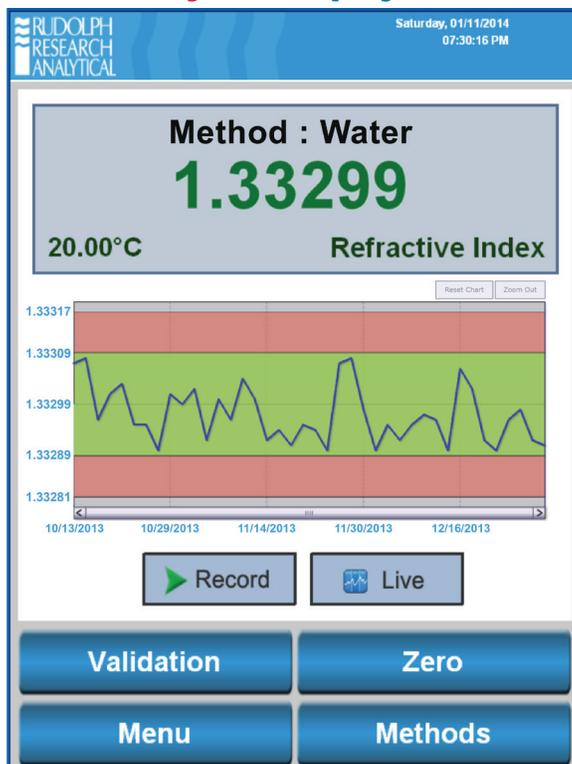 RUDOLPH
RESEARCH
ANALYTICAL
Saturday, 01/11/2014
07:30:16 PM
Method : Water
1.33299
20.00°C Refractive Index
Reset Chart Zoom Out
1.33317
1.33309
1.33299
1.33289
1.33281
10/13/2013 10/29/2013 11/14/2013 11/30/2013 12/16/2013
Record Live
Validation Zero
Menu Methods